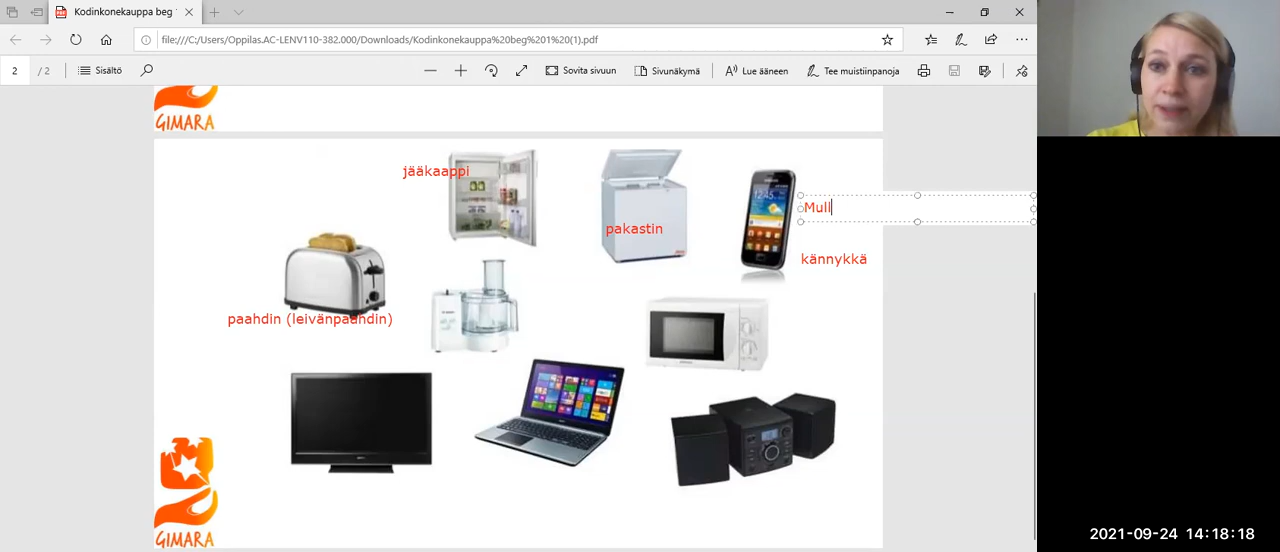 Kodinkonekauppa beg
file:///C:/Users/Oppilas.AC-LENV110-382.000/Downloads/Kodinkonekauppa%20beg%201%20(1).pdf
2 / 2
Sisältö
Sovita sivuun
Sivunäkymä
Lue ääneen
Tee muistiinpanoja
GIMARA
jääkaappi
pakastin
Mull
kännykkä
paahdin (leivänpaahdin)
GIMARA
2021-09-24 14:18:18